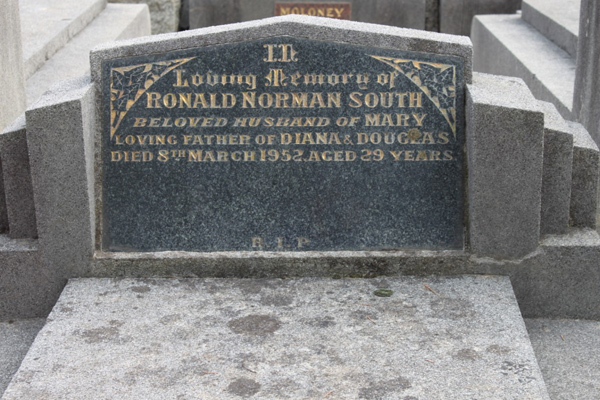 MOLONEY
In
Loving Memory of
RONALD NORMAN SOUTH
BELOVED HUSBAND OF MARY
LOVING FATHER OF DIANA & DOUGLAS
DIED 8TH MARCH 1952. AGED 29 YEARS.
R.I.P